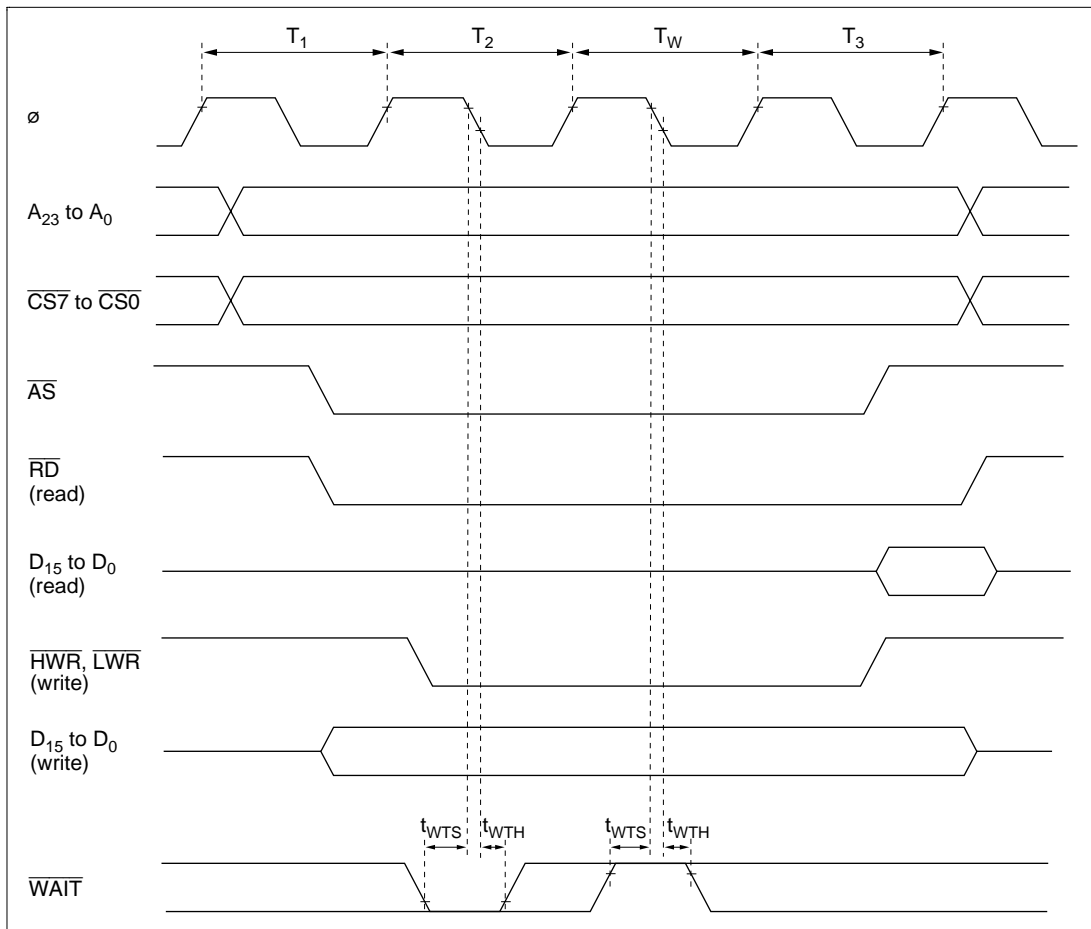 T1 T2 TW T3
ø
A23 to A0
CS7 to CS0
AS
RD
(read)
D15 to D0
(read)
HWR, LWR
(write)
D15 to D0
(write)
tWTS tWTH tWTS tWTH
WAIT